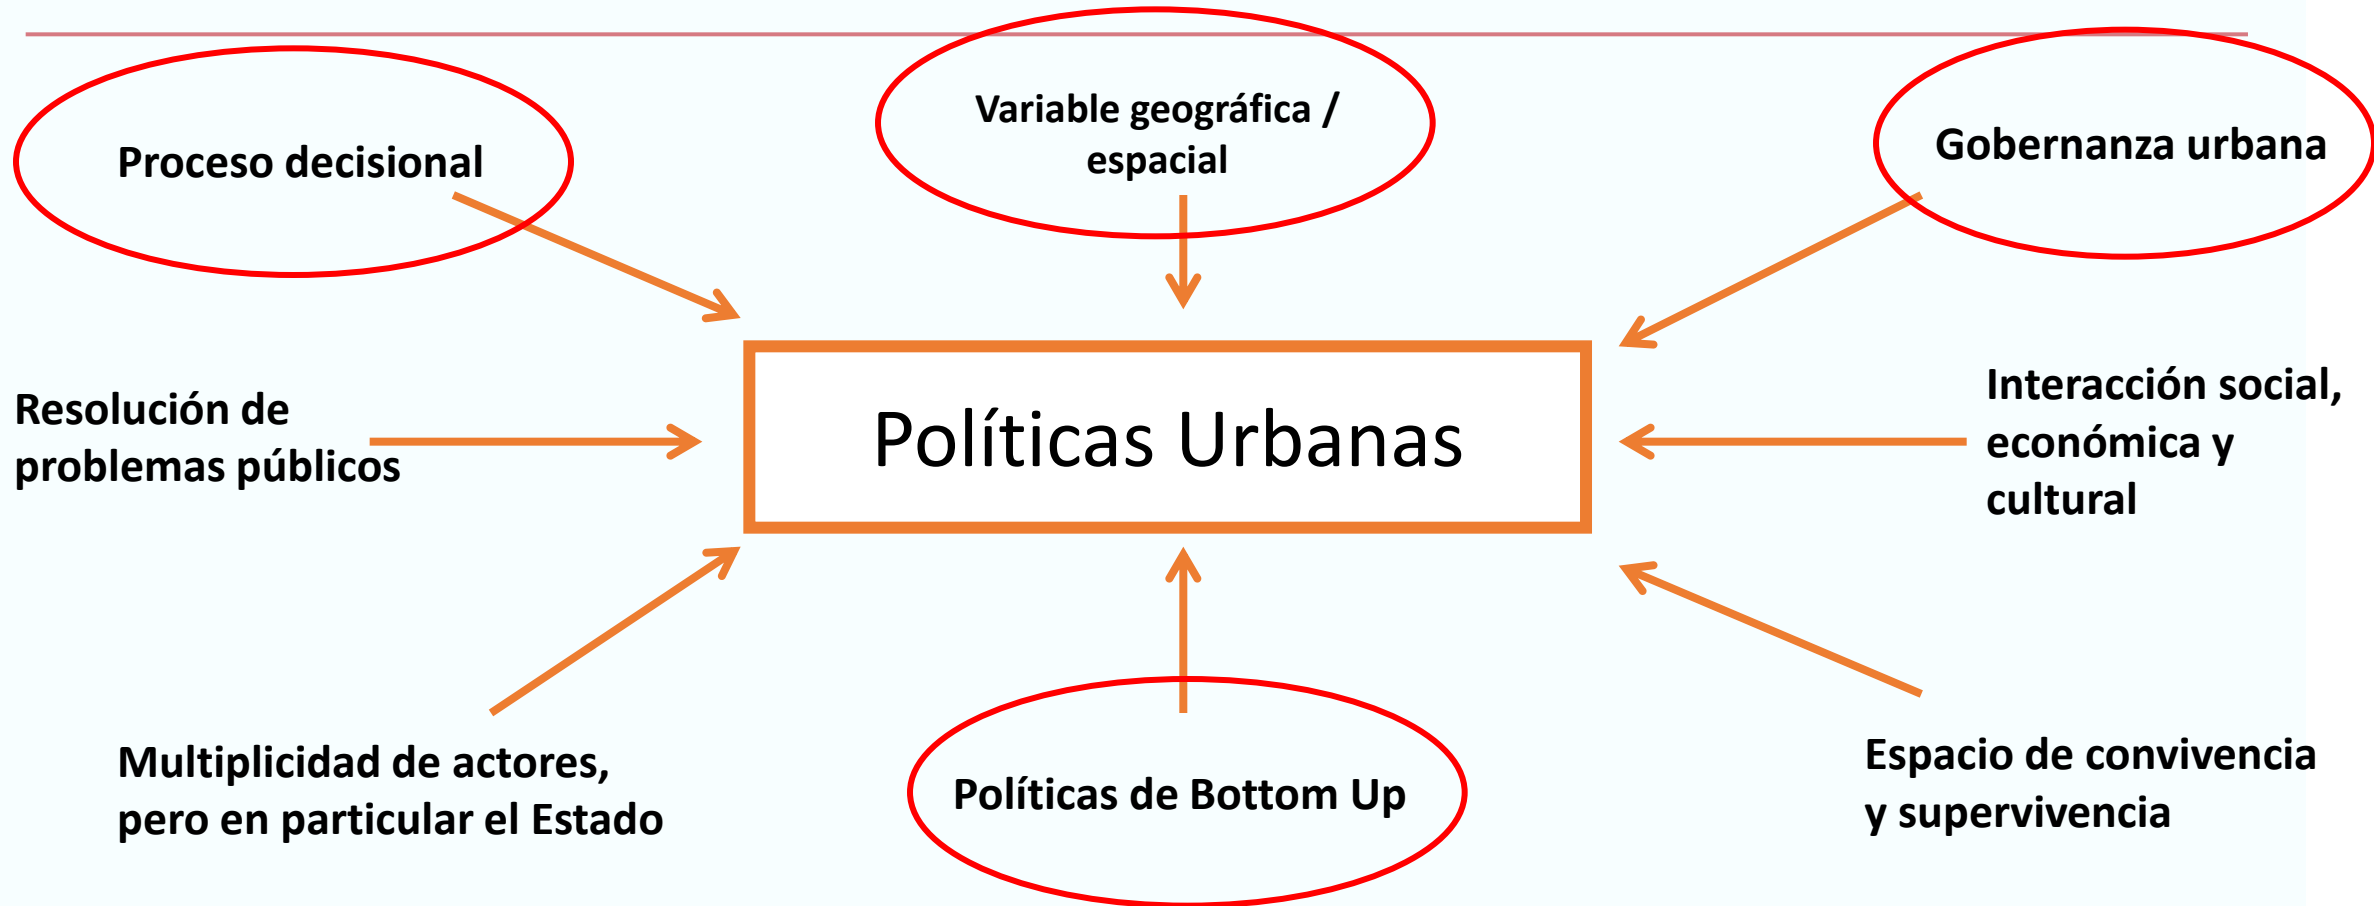 Variable geográfica /
espacial
Proceso decisional
Gobernanza urbana
Resolución de
problemas públicos
Políticas Urbanas
Interacción social,
económica y
cultural
Multiplicidad de actores,
pero en particular el Estado
Políticas de Bottom Up
Espacio de convivencia
y supervivencia